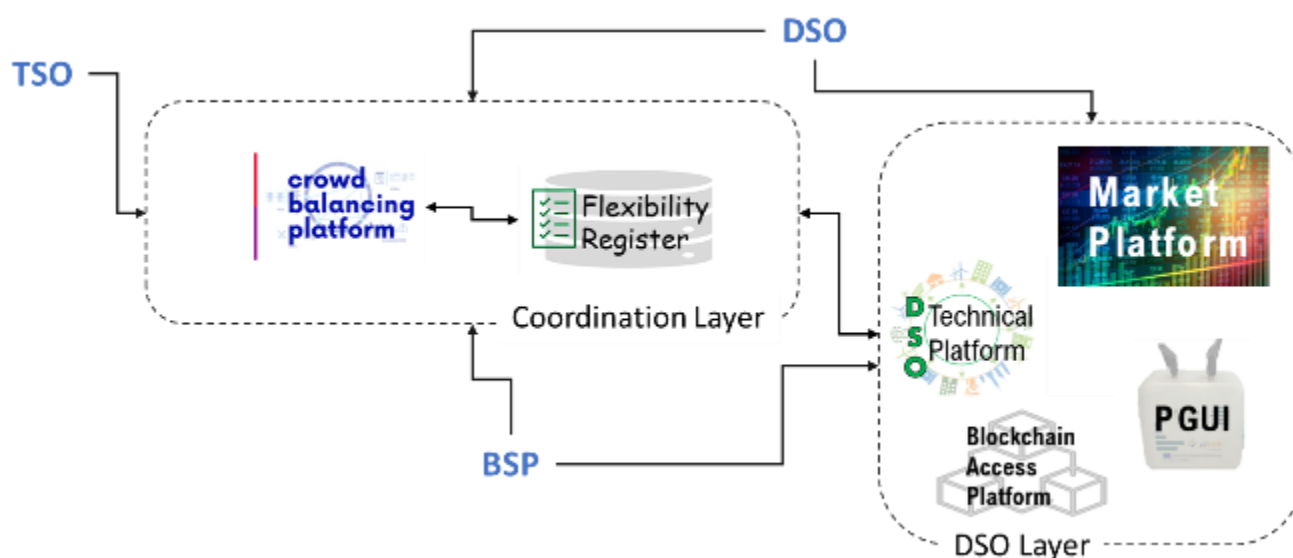 DSO
TSO
crowd
balancing
platform
Flexibility
Register
Coordination Layer
Market
Platform
DSO
Technical
Platform
PGUI
BSP
Blockchain
Access
Platform
DSO Layer